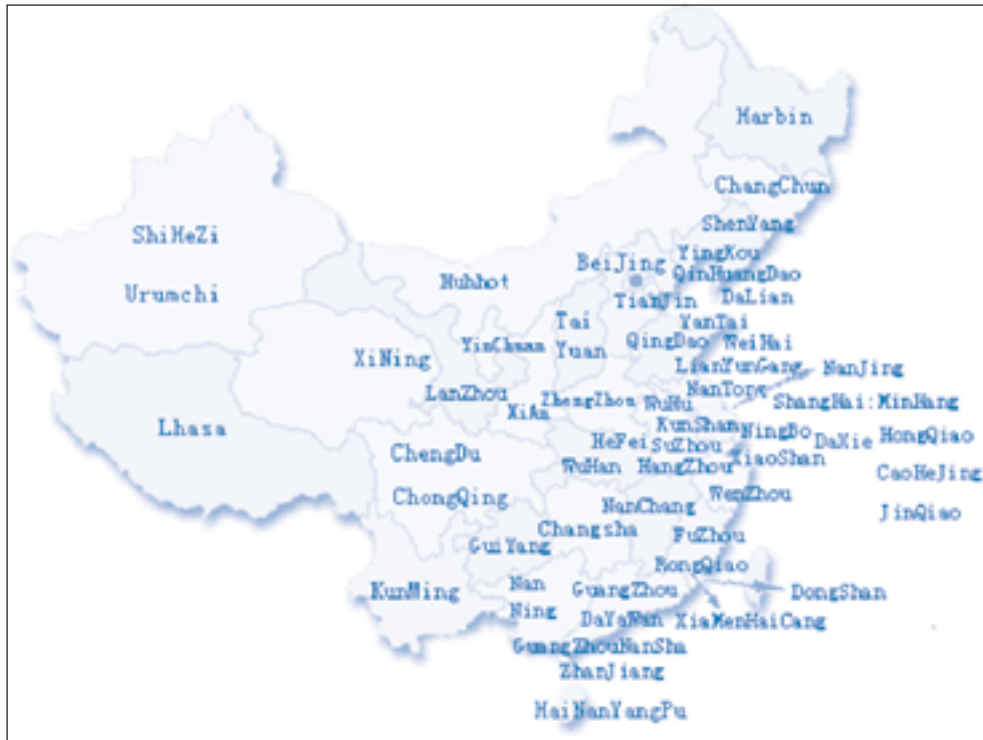 Harbin
ChangChun
ShenYang
ShiHeZi
YingKou
BeiJing
QinHuangDao
Huhhot
Urumchi
TianJin
DaLian
Tai
YanTai
YinChuan
Yuan
QingDao
WeiHai
XiNing
LianYunGang
NanJing
LanZhou
ZhengZhou
NanTong
WuHu
ShangHai:MinHang
XiAn
Lhasa
KunShan
NingBo
HongQiao
HeFei
SuZhou
DaXie
ChengDu
XiaoShan
WuHan
HangZhou
CaoHeJing
ChongQing
WenZhou
NanChang
JinQiao
Changsha
FuZhou
GuiYang
RongQiao
KunMing
Nan
GuangZhou
DongShan
Ning
DaYaWan
XiaMenHaiCang
GuangZhouNanSha
ZhanJiang
HaiNanYangPu